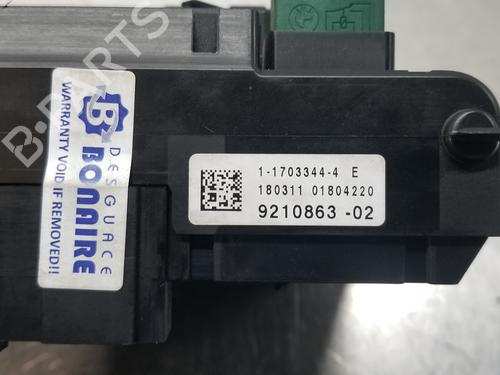 B-PARTS
WARRANTY VOID IF REMOVED!!
B
DESGUACE
BONAIRE
1-1703344-4 E
180311 01804220
9210863 -02